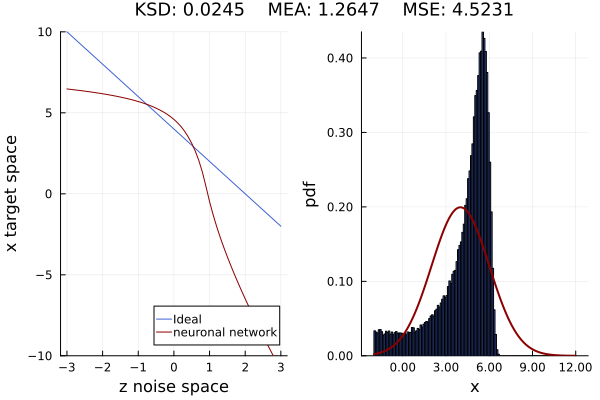 KSD: 0.0245 MEA: 1.2647 MSE: 4.5231
x target space
10
5
0
−5
−10
−3 −2 −1 0 1 2 3
z noise space
Ideal
neuronal network
pdf
0.40
0.30
0.20
0.10
0.00
0.00 3.00 6.00 9.00 12.00
x